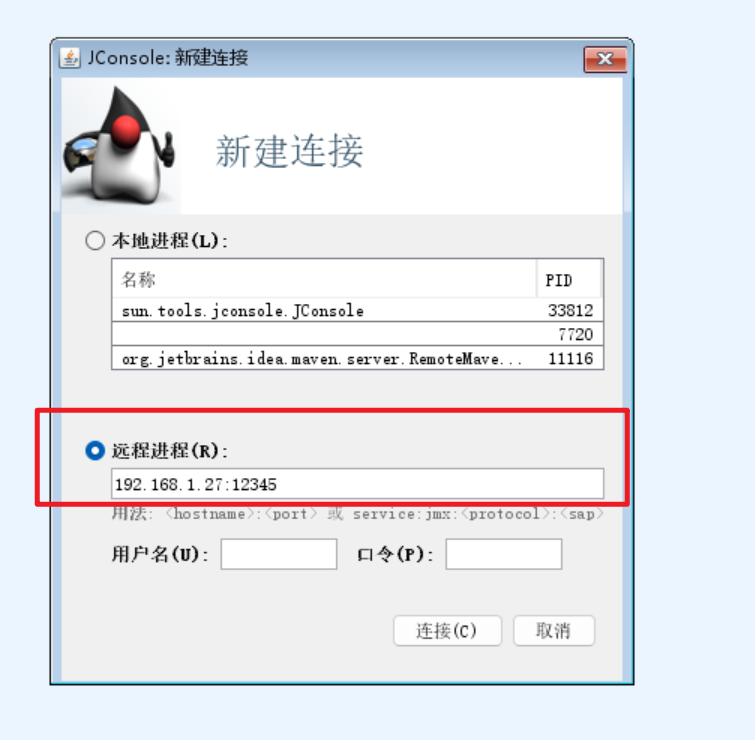 JConsole: 新建连接
新建连接
本地进程(L):
名称 PID
sun.tools.jconsole.JConsole 33812
7720
org.jetbrains.idea.maven.server.RemoteMave... 11116
远程进程(R):
192.168.1.27:12345
用法: <hostname>:<port> 或 service:jmx:<protocol>:<sap>
用户名(U): 口令(P):
连接(C) 取消